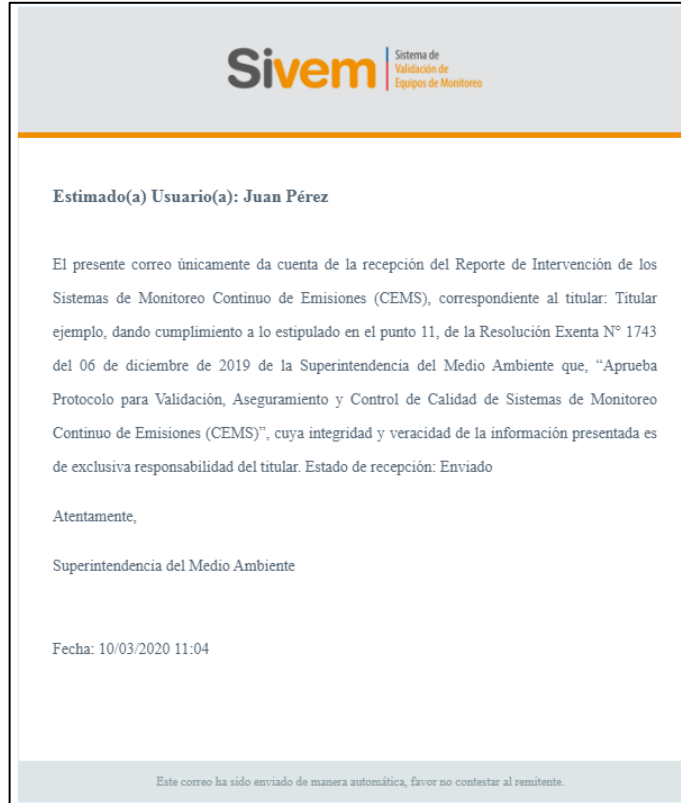 Sivem
Sistema de
Validación de
Equipos de Monitoreo
Estimado(a) Usuario(a): Juan Pérez
El presente correo únicamente da cuenta de la recepción del Reporte de Intervención de los
Sistemas de Monitoreo Continuo de Emisiones (CEMS), correspondiente al titular: Titular
ejemplo, dando cumplimiento a lo estipulado en el punto 11, de la Resolución Exenta N° 1743
del 06 de diciembre de 2019 de la Superintendencia del Medio Ambiente que, “Aprueba
Protocolo para Validación, Aseguramiento y Control de Calidad de Sistemas de Monitoreo
Continuo de Emisiones (CEMS)”, cuya integridad y veracidad de la información presentada es
de exclusiva responsabilidad del titular. Estado de recepción: Enviado
Atentamente,
Superintendencia del Medio Ambiente
Fecha: 10/03/2020 11:04
Este correo ha sido enviado de manera automática, favor no contestar al remitente.